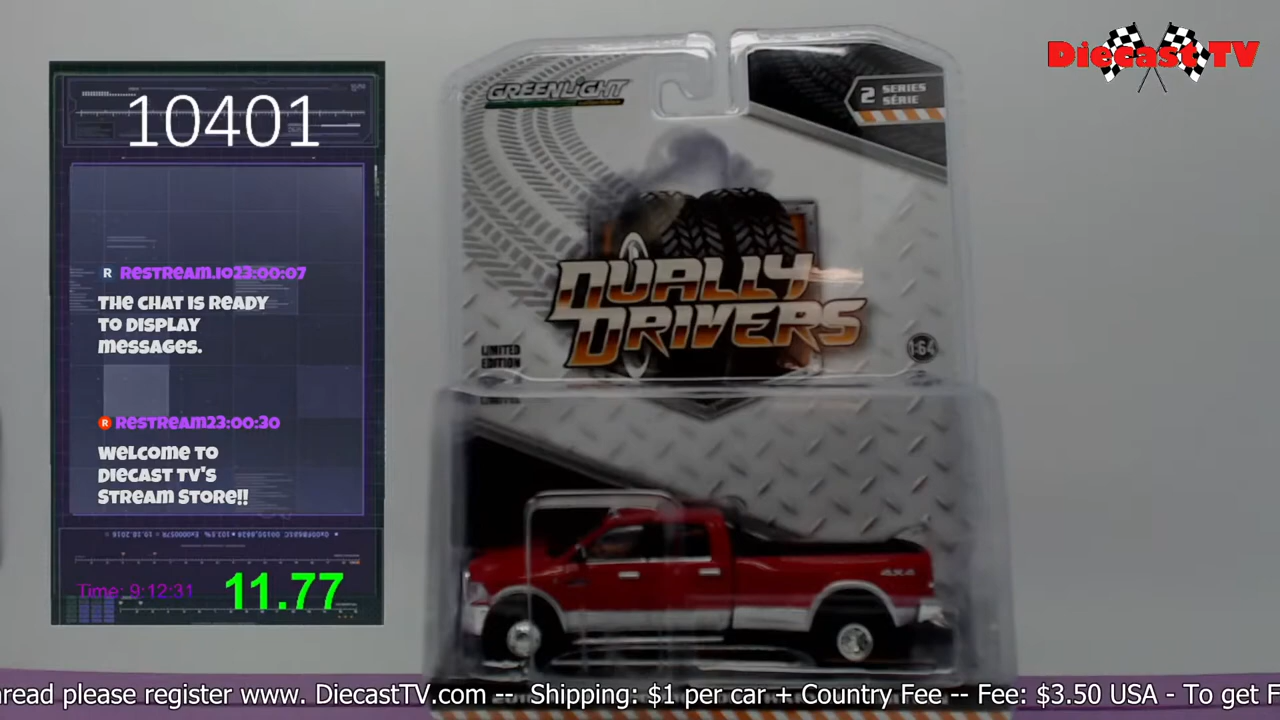 10401
R Restream.io23:00:07
THE CHAT IS READY
TO DISPLAY
MESSAGES.
R Restream23:00:30
WELCOME TO
DIECAST TV'S
STREAM STORE!!
Time: 9:12:31
11.77
GREENLIGHT
2 SERIES
SÉRIE
DUALLY
DRIVERS
LIMITED
EDITION
1:64
4X4
Diecast TV
read please register www. DiecastTV.com -- Shipping: $1 per car + Country Fee -- Fee: $3.50 USA - To get F